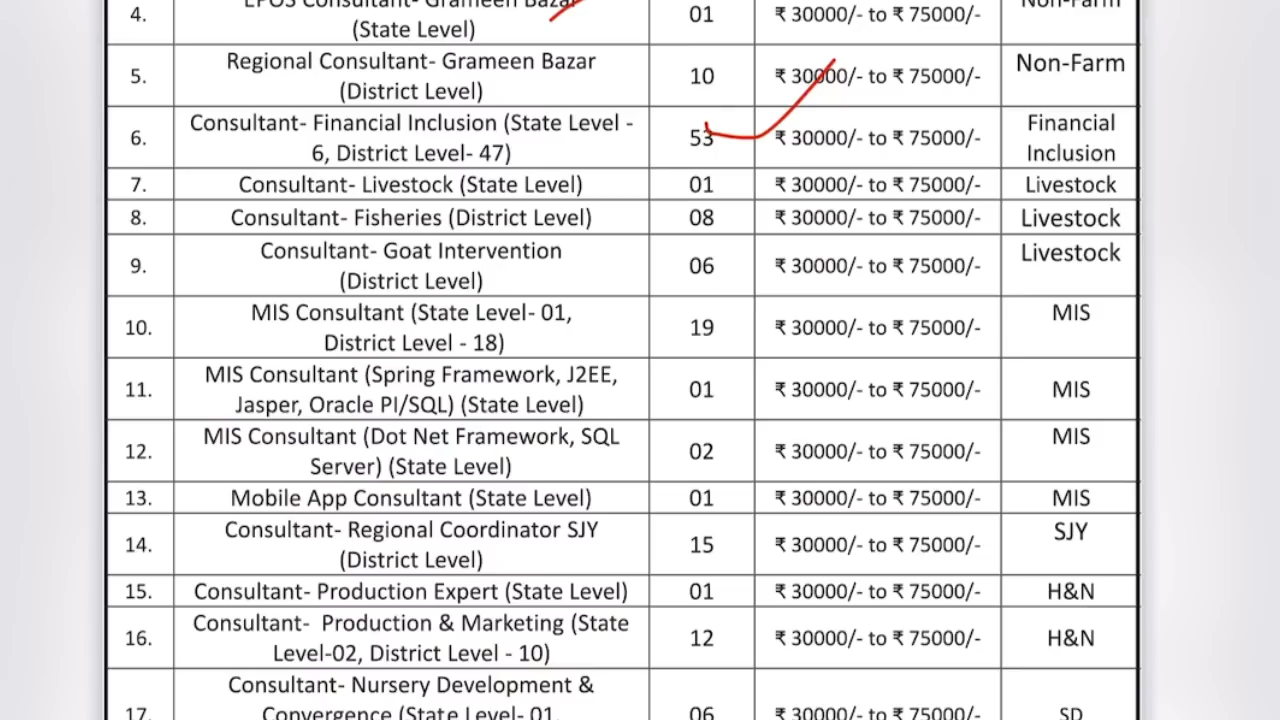 EPOS Consultant- Grameen Bazar
(State Level)
4.
01
₹ 30000/- to ₹ 75000/-
Non-Farm
5.
Regional Consultant- Grameen Bazar
(District Level)
10
₹ 30000/- to ₹ 75000/-
Non-Farm
6.
Consultant- Financial Inclusion (State Level -
6, District Level- 47)
53
₹ 30000/- to ₹ 75000/-
Financial
Inclusion
7.
Consultant- Livestock (State Level)
01
₹ 30000/- to ₹ 75000/-
Livestock
8.
Consultant- Fisheries (District Level)
08
₹ 30000/- to ₹ 75000/-
Livestock
9.
Consultant- Goat Intervention
(District Level)
06
₹ 30000/- to ₹ 75000/-
Livestock
10.
MIS Consultant (State Level- 01,
District Level - 18)
19
₹ 30000/- to ₹ 75000/-
MIS
11.
MIS Consultant (Spring Framework, J2EE,
Jasper, Oracle PI/SQL) (State Level)
01
₹ 30000/- to ₹ 75000/-
MIS
12.
MIS Consultant (Dot Net Framework, SQL
Server) (State Level)
02
₹ 30000/- to ₹ 75000/-
MIS
13.
Mobile App Consultant (State Level)
01
₹ 30000/- to ₹ 75000/-
MIS
14.
Consultant- Regional Coordinator SJY
(District Level)
15
₹ 30000/- to ₹ 75000/-
SJY
15.
Consultant- Production Expert (State Level)
01
₹ 30000/- to ₹ 75000/-
H&N
16.
Consultant- Production & Marketing (State
Level-02, District Level - 10)
12
₹ 30000/- to ₹ 75000/-
H&N
17.
Consultant- Nursery Development &
Convergence (State Level- 01,
06
₹ 30000/- to ₹ 75000/-
SD